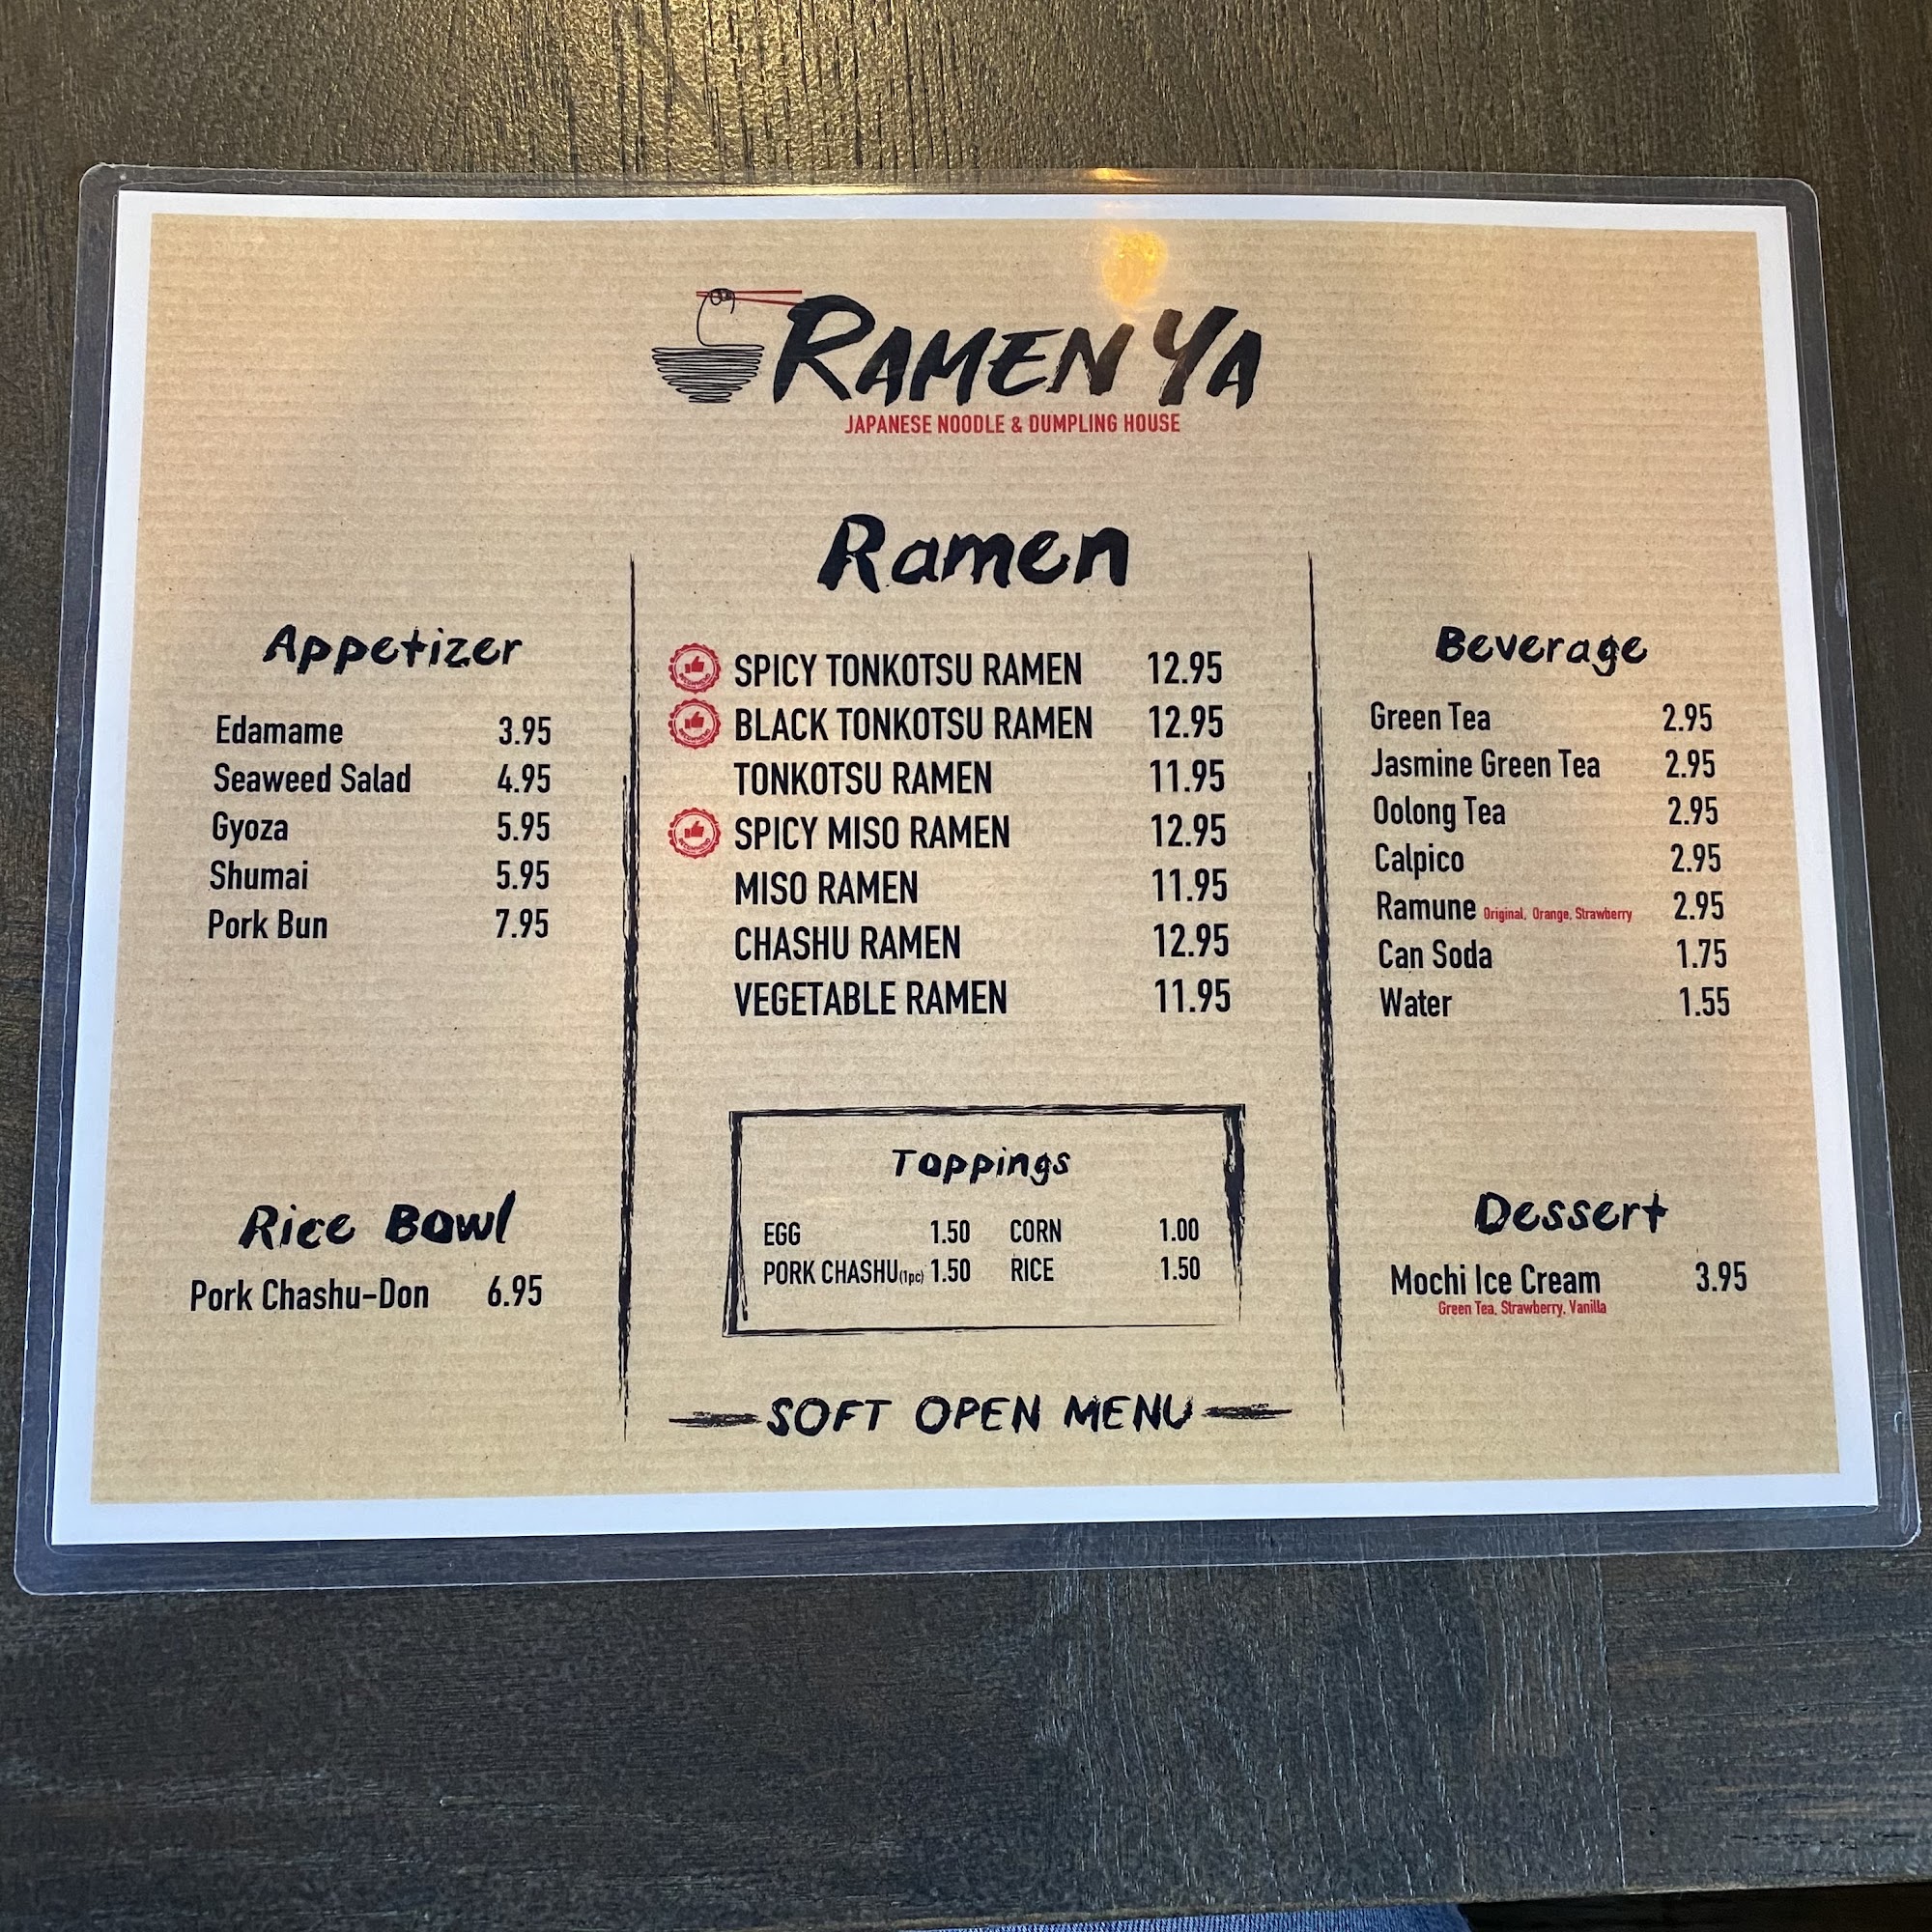 RAMEN YA
JAPANESE NOODLE & DUMPLING HOUSE
Appetizer
Edamame 3.95
Seaweed Salad 4.95
Gyoza 5.95
Shumai 5.95
Pork Bun 7.95
Rice Bowl
Pork Chashu-Don 6.95
Ramen
RECOMMEND SPICY TONKOTSU RAMEN 12.95
RECOMMEND BLACK TONKOTSU RAMEN 12.95
TONKOTSU RAMEN 11.95
RECOMMEND SPICY MISO RAMEN 12.95
MISO RAMEN 11.95
CHASHU RAMEN 12.95
VEGETABLE RAMEN 11.95
Toppings
EGG 1.50 CORN 1.00
PORK CHASHU(1pc) 1.50 RICE 1.50
SOFT OPEN MENU
Beverage
Green Tea 2.95
Jasmine Green Tea 2.95
Oolong Tea 2.95
Calpico 2.95
Ramune Original, Orange, Strawberry 2.95
Can Soda 1.75
Water 1.55
Dessert
Mochi Ice Cream 3.95
Green Tea, Strawberry, Vanilla